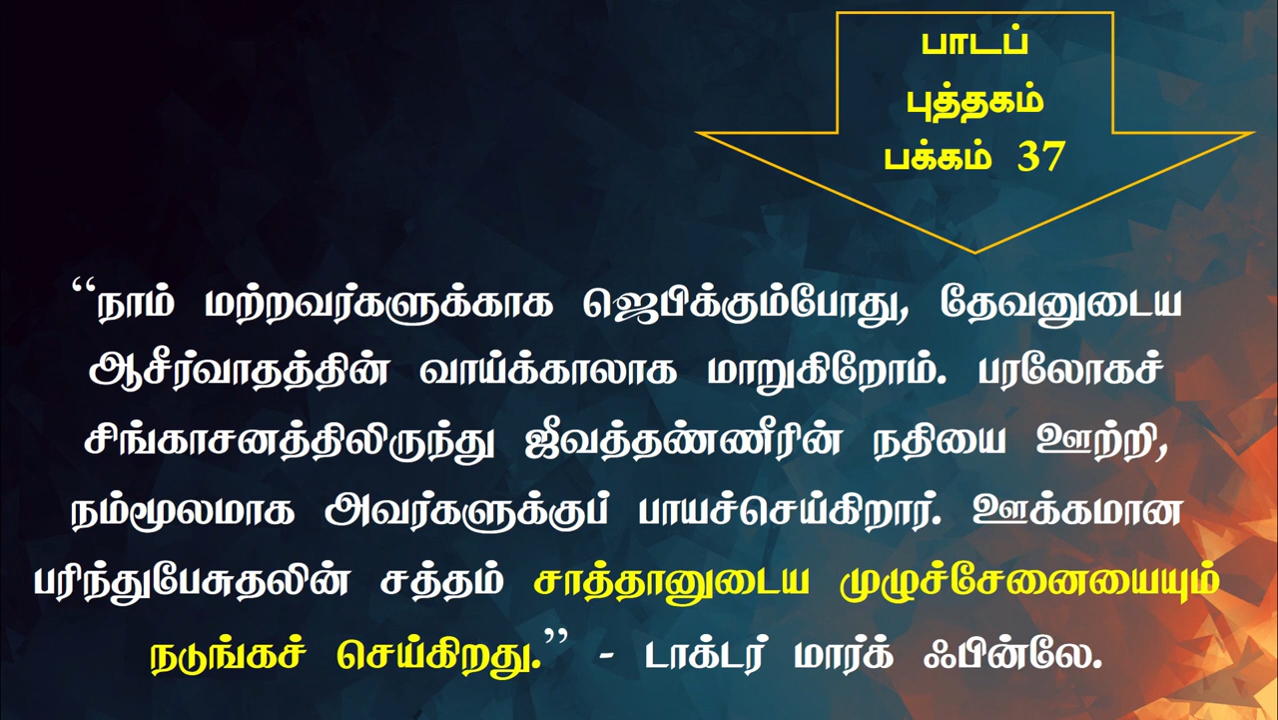 பாடப்
புத்தகம்
பக்கம் 37
“நாம் மற்றவர்களுக்காக ஜெபிக்கும்போது, தேவனுடைய
ஆசீர்வாதத்தின் வாய்க்காலாக மாறுகிறோம். பரலோகச்
சிங்காசனத்திலிருந்து ஜீவத்தண்ணீரின் நதியை ஊற்றி,
நம்மூலமாக அவர்களுக்குப் பாயச்செய்கிறார். ஊக்கமான
பரிந்துபேசுதலின் சத்தம் சாத்தானுடைய முழுச்சேனையையும்
நடுங்கச் செய்கிறது.” - டாக்டர் மார்க் ஃபின்லே.